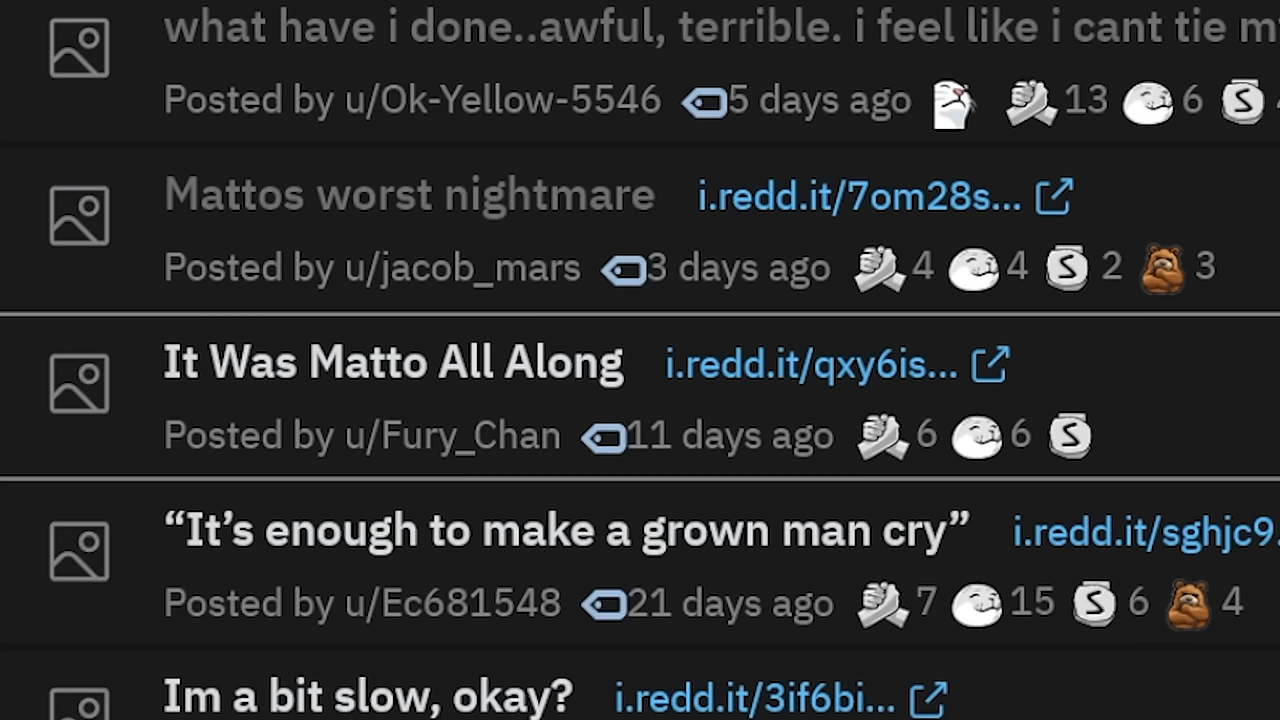 what have i done..awful, terrible. i feel like i cant tie
Posted by u/Ok-Yellow-5546 5 days ago 13 6 S
Mattos worst nightmare i.redd.it/7om28s...
Posted by u/jacob_mars 3 days ago 4 4 S 2 3
It Was Matto All Along i.redd.it/qxy6is...
Posted by u/Fury_Chan 11 days ago 6 6 S
“It’s enough to make a grown man cry” i.redd.it/sghjc9.
Posted by u/Ec681548 21 days ago 7 15 S 6 4
Im a bit slow, okay? i.redd.it/3if6bi...